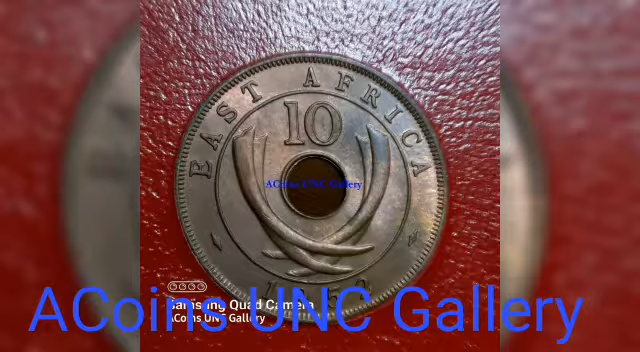 EAST AFRICA
10
ACoins UNC Gallery
Samsung Quad Camera
ACoins UNC Gallery
ACoins UNC Gallery